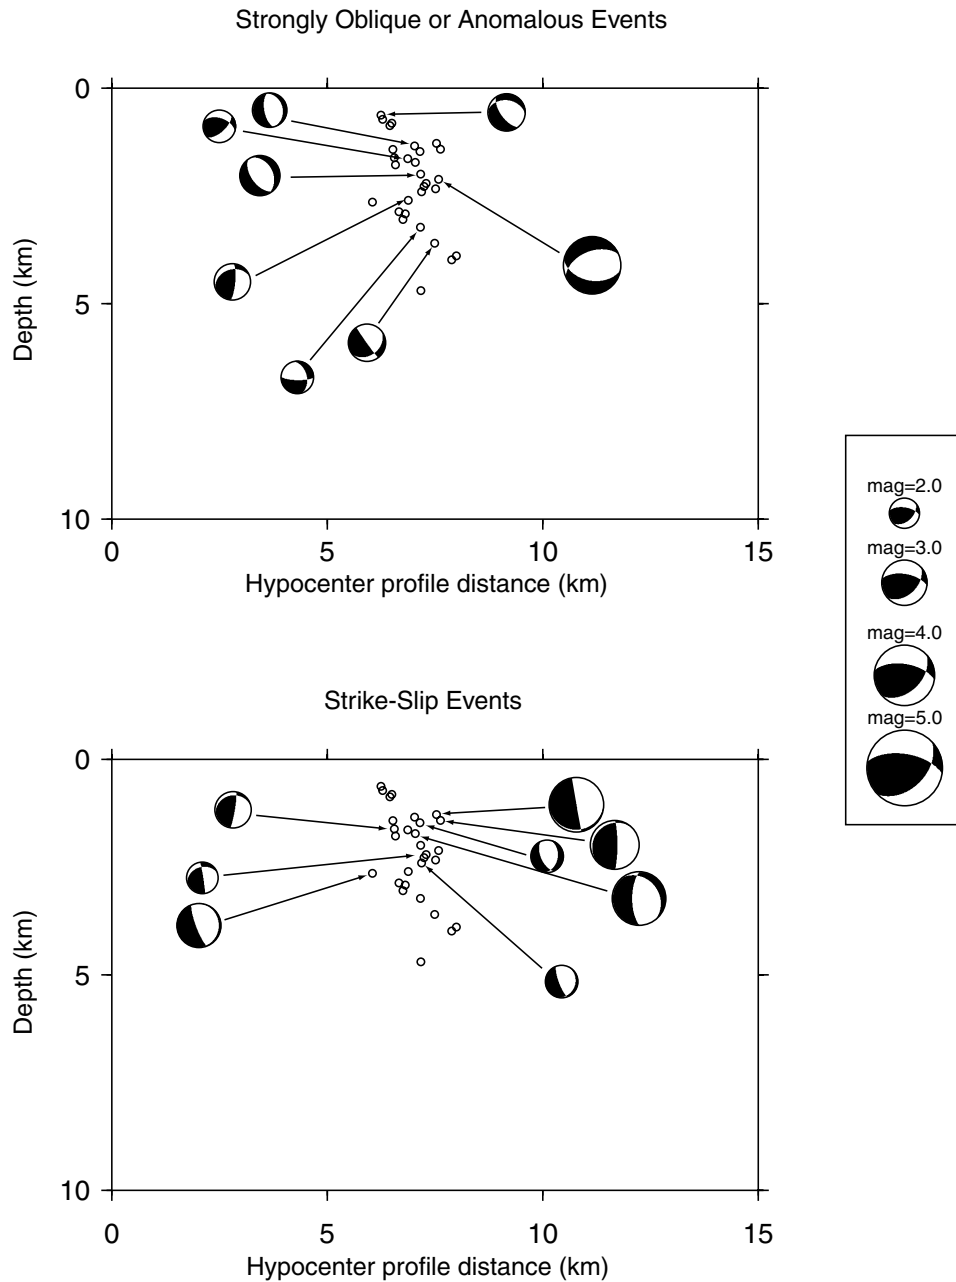 Strongly Oblique or Anomalous Events
0
5
10
Depth (km)
0 5 10 15
Hypocenter profile distance (km)
mag=2.0
mag=3.0
mag=4.0
mag=5.0
Strike-Slip Events
0
5
10
Depth (km)
0 5 10 15
Hypocenter profile distance (km)